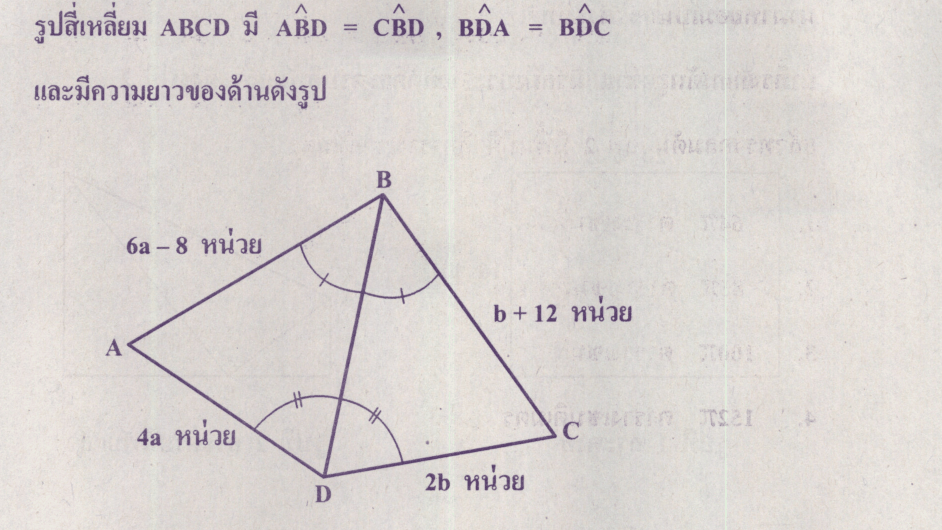 รูปสี่เหลี่ยม ABCD มี AB̂D = CB̂D , BD̂A = BD̂C
และมีความยาวของด้านดังรูป
B
6a – 8 หน่วย
b + 12 หน่วย
A
C
4a หน่วย
2b หน่วย
D